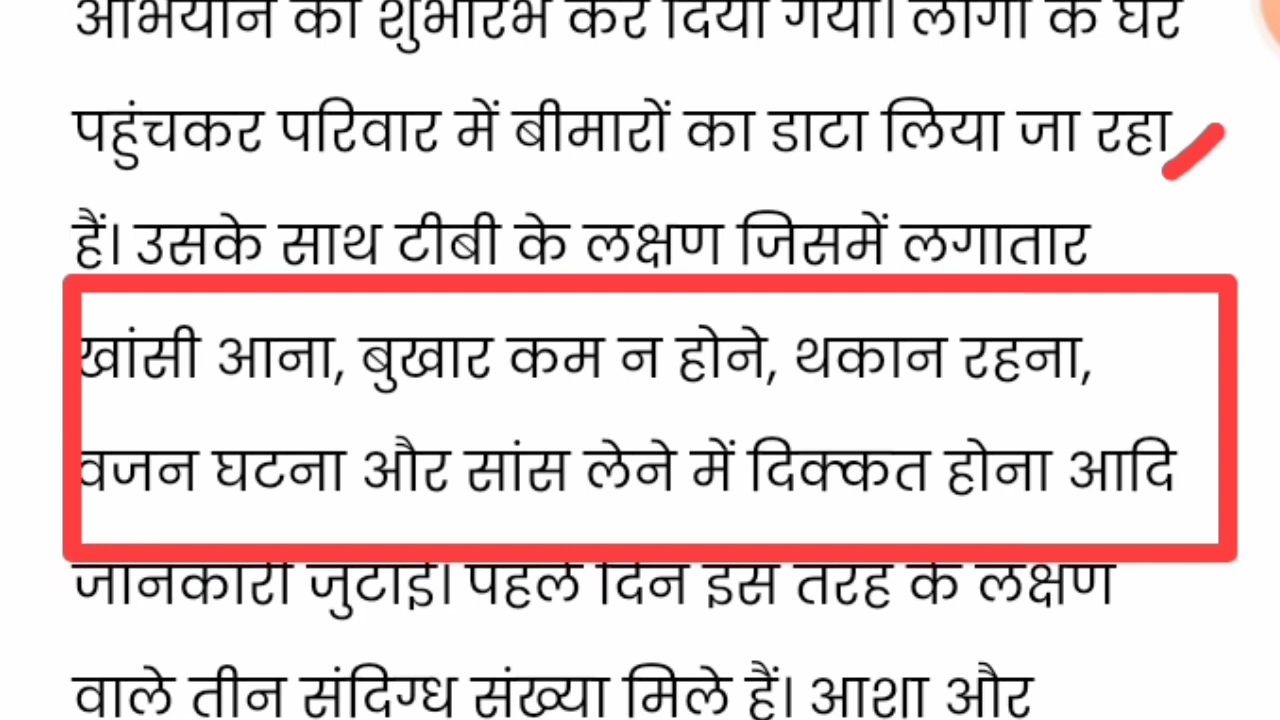 अभियान का शुभारंभ कर दिया गया। लोगों के घर
पहुंचकर परिवार में बीमारों का डाटा लिया जा रहा
हैं। उसके साथ टीबी के लक्षण जिसमें लगातार
खांसी आना, बुखार कम न होने, थकान रहना,
वजन घटना और सांस लेने में दिक्कत होना आदि
जानकारी जुटाई। पहले दिन इस तरह के लक्षण
वाले तीन संदिग्ध संख्या मिले हैं। आशा और